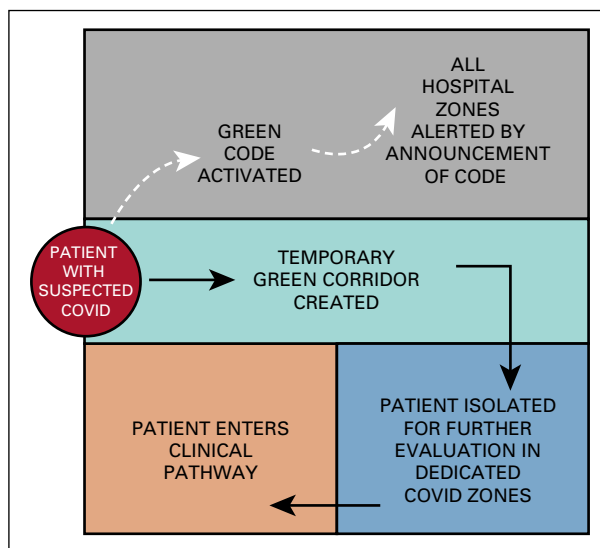 ALL
HOSPITAL
ZONES
ALERTED BY
ANNOUNCEMENT
OF CODE
GREEN
CODE
ACTIVATED
PATIENT
WITH
SUSPECTED
COVID
TEMPORARY
GREEN CORRIDOR
CREATED
PATIENT ENTERS
CLINICAL
PATHWAY
PATIENT ISOLATED
FOR FURTHER
EVALUATION IN
DEDICATED
COVID ZONES